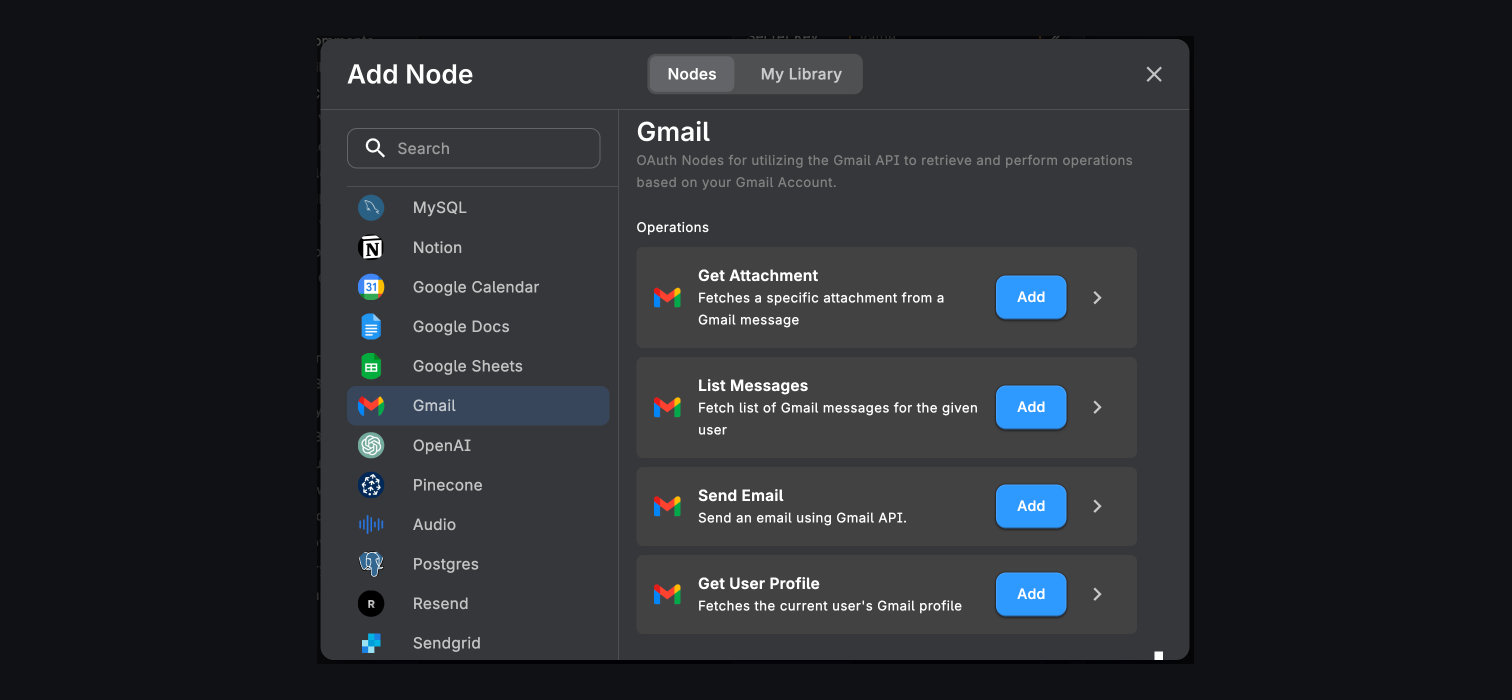 Add Node
Nodes
My Library
Search
MySQL
Notion
31
Google Calendar
Google Docs
Google Sheets
Gmail
OpenAI
Pinecone
Audio
Postgres
R
Resend
Sendgrid
Gmail
OAuth Nodes for utilizing the Gmail API to retrieve and perform operations
based on your Gmail Account.
Operations
Get Attachment
Fetches a specific attachment from a
Gmail message
Add
List Messages
Fetch list of Gmail messages for the given
user
Add
Send Email
Send an email using Gmail API.
Add
Get User Profile
Fetches the current user's Gmail profile
Add